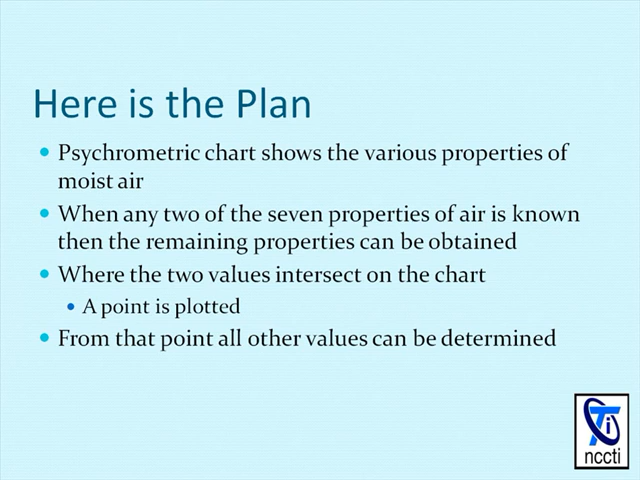 Here is the Plan
Psychrometric chart shows the various properties of
moist air
When any two of the seven properties of air is known
then the remaining properties can be obtained
Where the two values intersect on the chart
A point is plotted
From that point all other values can be determined
Ti
nccti